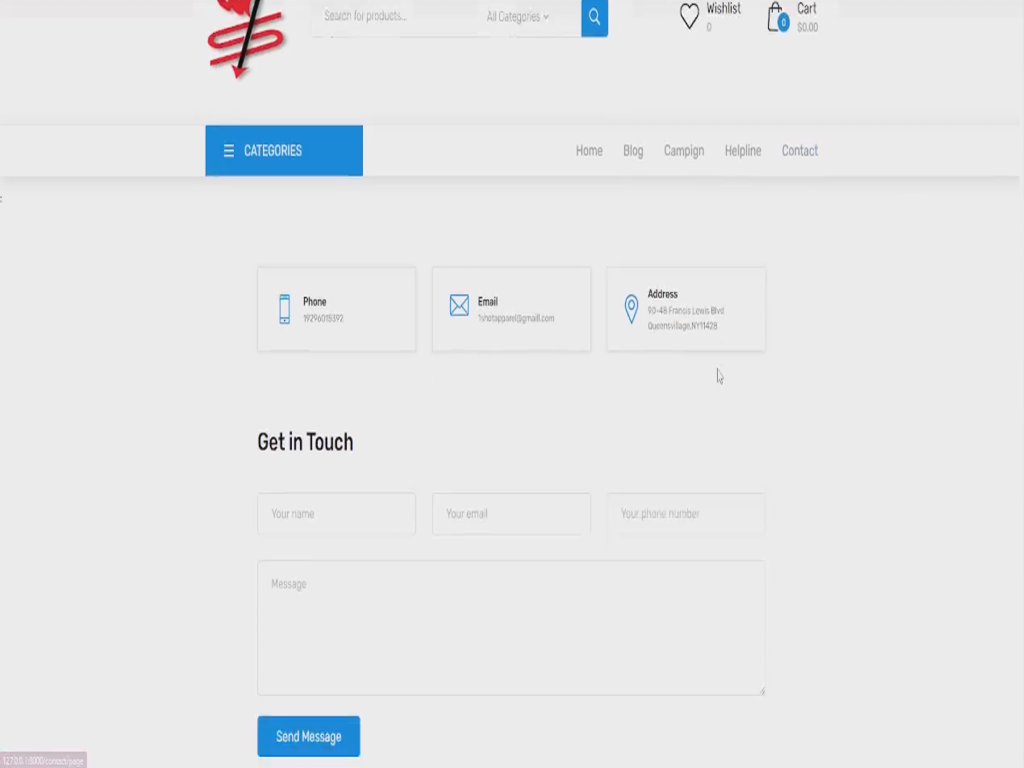 Search for products...
All Categories
Wishlist
0
Cart
0
$0.00
CATEGORIES
Home
Blog
Campign
Helpline
Contact
Phone
19296015392
Email
1shotapparel@gmail.com
Address
90-48 Francis Lewis Blvd
Queensvillage,NY11428
Get in Touch
Your name
Your email
Your phone number
Message
Send Message
127.0.0.1:8000/contact/page